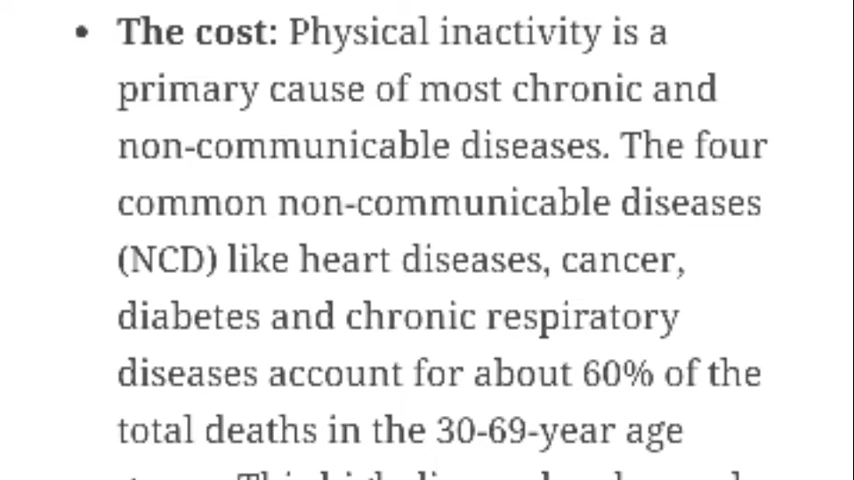 • The cost: Physical inactivity is a
primary cause of most chronic and
non-communicable diseases. The four
common non-communicable diseases
(NCD) like heart diseases, cancer,
diabetes and chronic respiratory
diseases account for about 60% of the
total deaths in the 30-69-year age